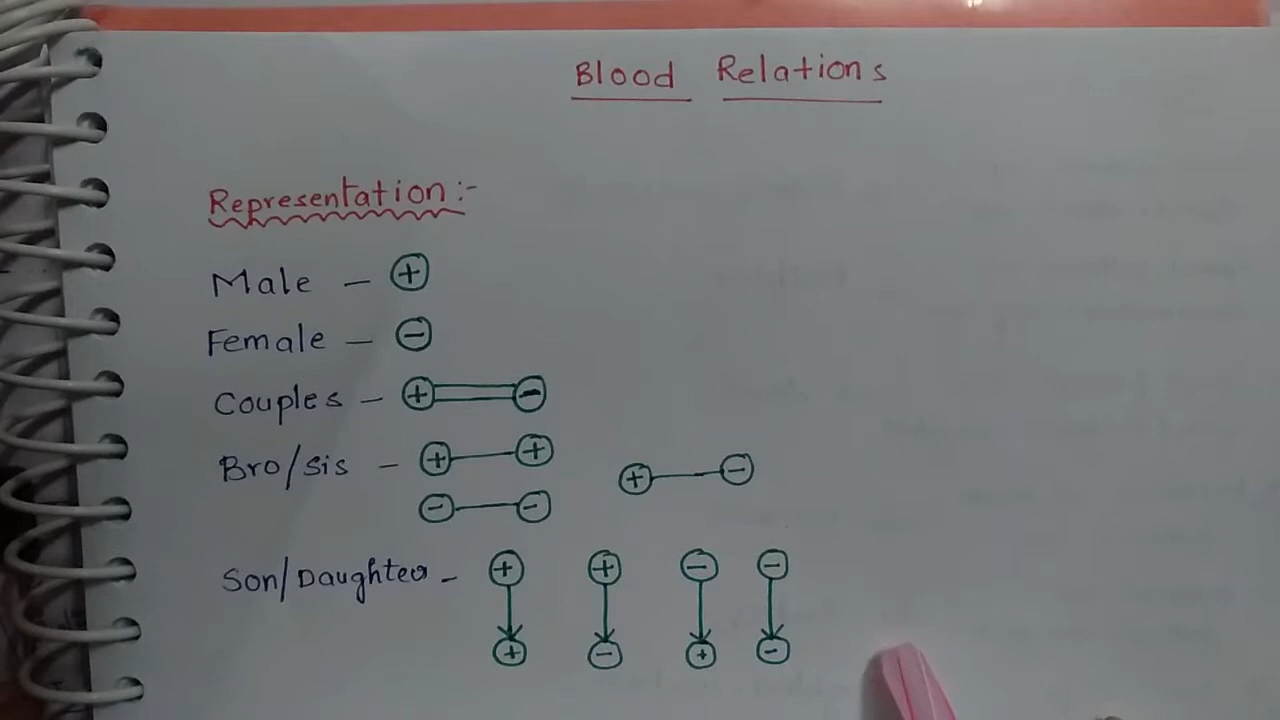 Blood Relations
Representation:-
Male - ⊕
Female - ⊖
Couples - ⊕═⊖
Bro/sis - ⊕—⊕ ⊕—⊖
⊖—⊖
Son/Daughter - ⊕ ⊕ ⊖ ⊖
↓ ↓ ↓ ↓
⊕ ⊖ ⊕ ⊖